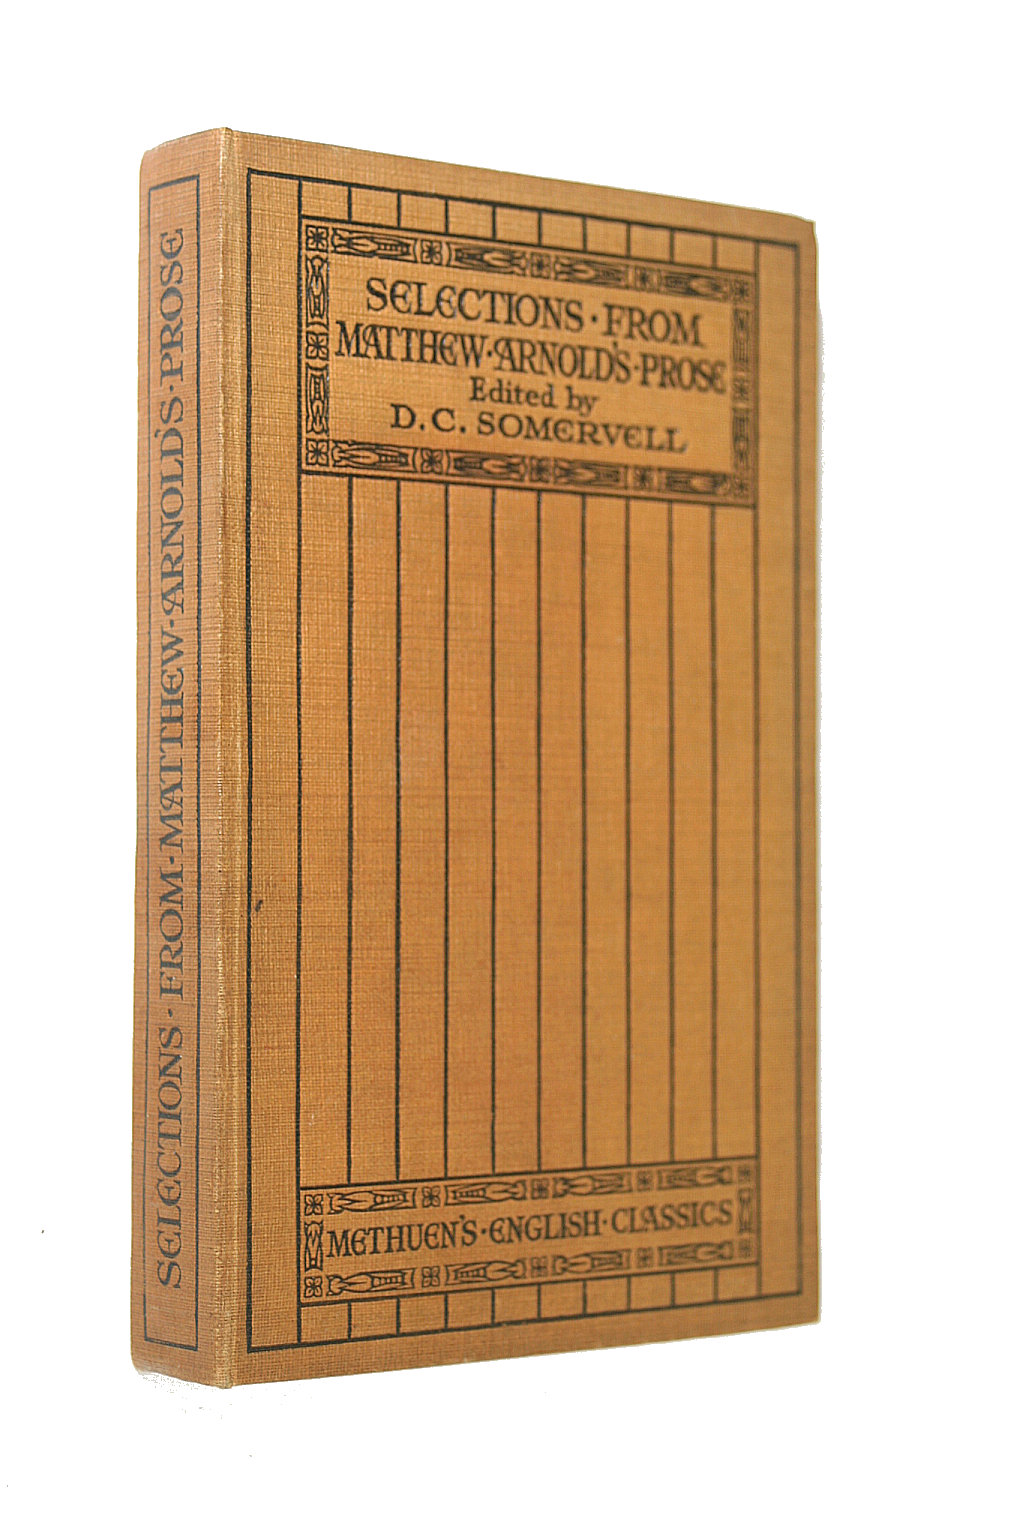 SELECTIONS · FROM · MATTHEW · ARNOLD'S · PROSE
SELECTIONS · FROM
MATTHEW · ARNOLD'S · PROSE
Edited by
D. C. SOMERVELL
METHUEN'S · ENGLISH · CLASSICS